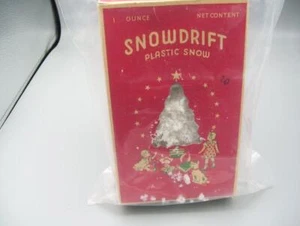 1 OUNCE NET CONTENT
SNOWDRIFT
PLASTIC SNOW